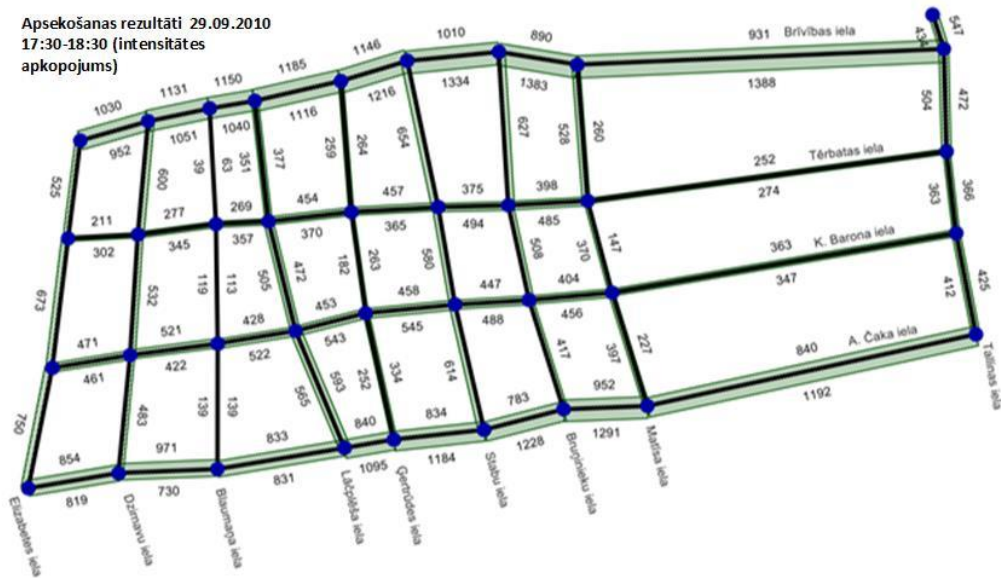 Apsekošanas rezultāti 29.09.2010
17:30-18:30 (intensitātes
apkopojums)
1030 1131 1150 1185 1146 1010 890 931 Brīvības iela 547
952 1051 1040 1116 1216 1334 1383 1388 434
525 600 39 63 351 377 259 264 654 627 528 260 504 472
211 277 269 454 457 375 398 252 Tērbatas iela
302 345 357 370 365 494 485 274
673 532 119 113 505 472 182 263 580 508 370 147 363 366
471 521 428 453 458 447 404 363 K. Barona iela
461 422 522 543 545 488 456 347
750 483 139 139 565 593 252 334 614 417 397 227 412 425
854 971 833 840 834 783 952 840 A. Čaka iela
819 730 831 1095 1184 1228 1291 1192
Elizabetes iela
Dzirnavu iela
Blaumaņa iela
Lāčplēša iela
Ģertrūdes iela
Stabu iela
Bruņinieku iela
Matīsa iela
Tallinas iela